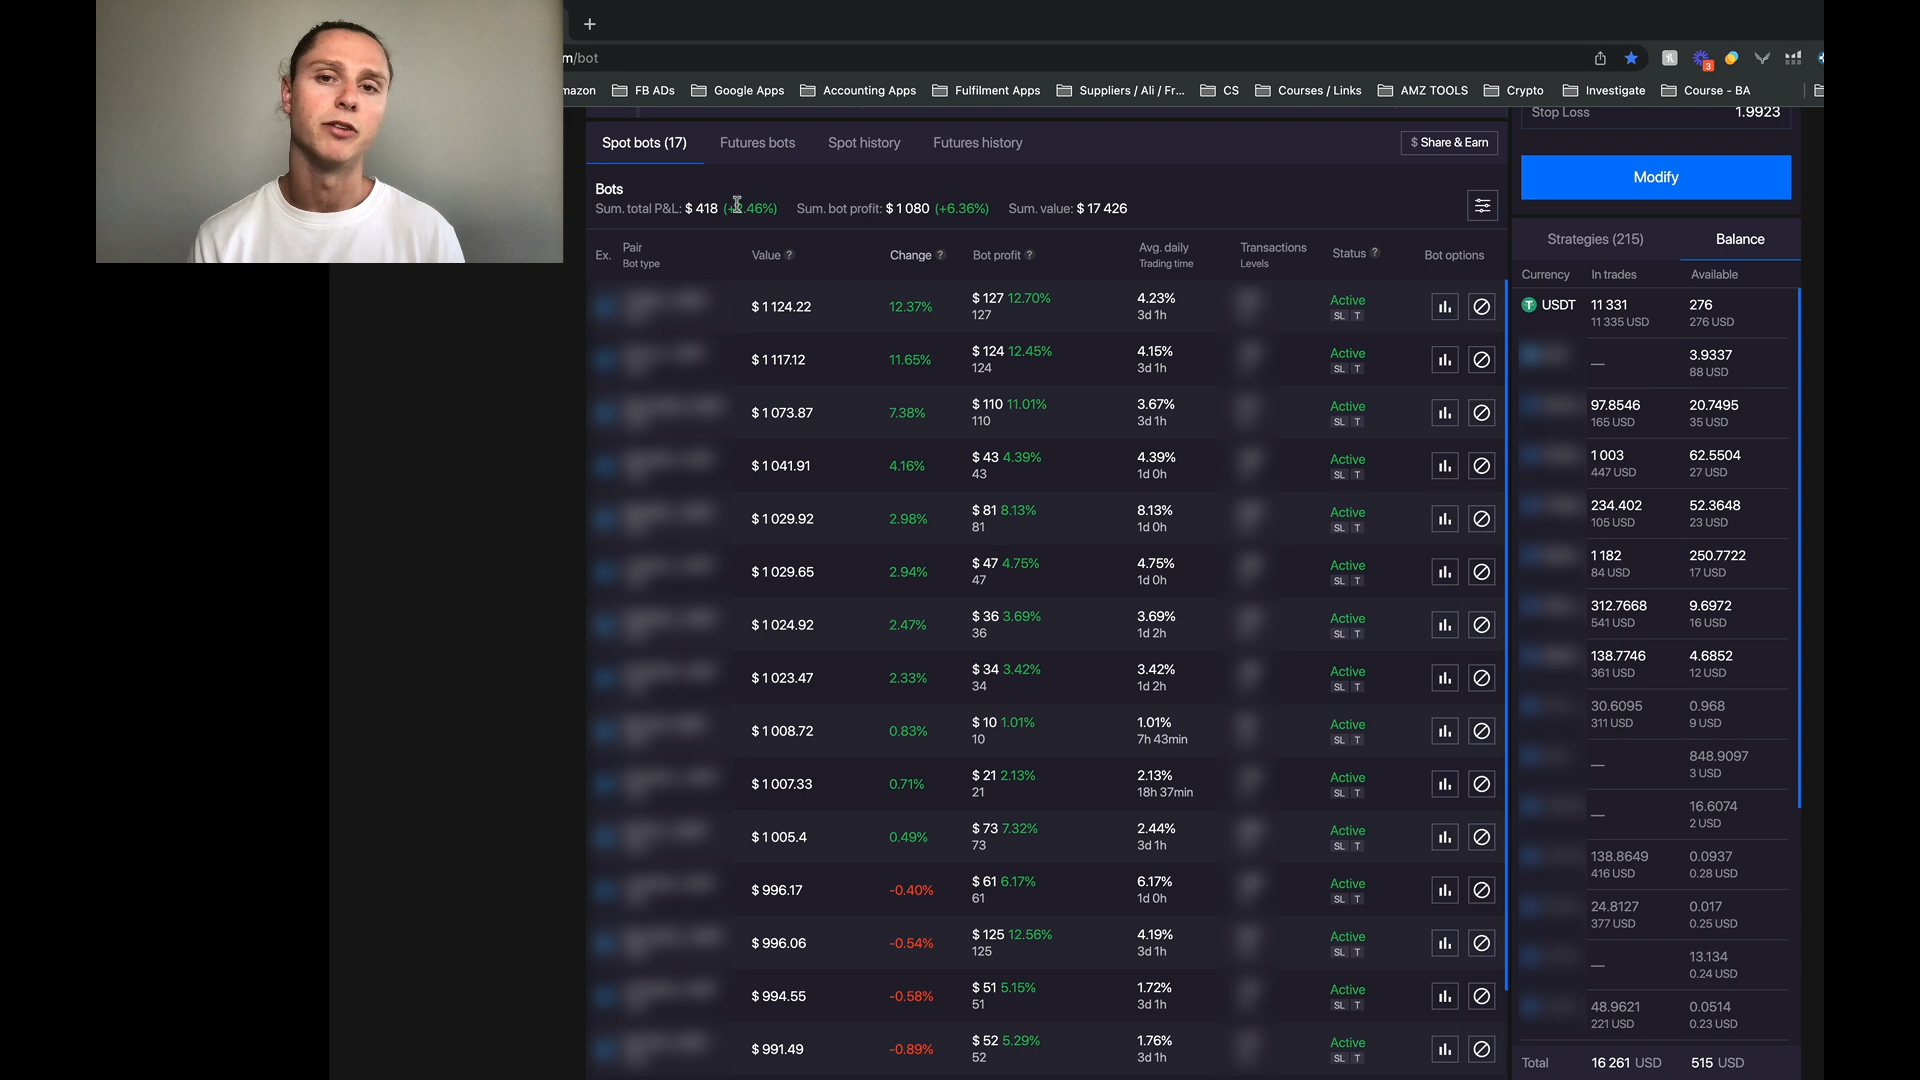 m/bot
mazon FB ADs Google Apps Accounting Apps Fulfilment Apps Suppliers / Ali / Fr... CS Courses / Links AMZ TOOLS Crypto Investigate Course - BA
3
Spot bots (17) Futures bots Spot history Futures history $ Share & Earn
Bots
Sum. total P&L: $ 418 Sum. bot profit: $ 1 080 (+6.36%) Sum. value: $ 17 426
Ex. Pair Value ? Change ? Bot profit ? Avg. daily Transactions Status ? Bot options
Bot type Trading time Levels
$ 1 124.22 12.37% $ 127 12.70% 4.23% Active
127 3d 1h SL T
$ 1 117.12 11.65% $ 124 12.45% 4.15% Active
124 3d 1h SL T
$ 1 073.87 7.38% $ 110 11.01% 3.67% Active
110 3d 1h SL T
$ 1 041.91 4.16% $ 43 4.39% 4.39% Active
43 1d 0h SL T
$ 1 029.92 2.98% $ 81 8.13% 8.13% Active
81 1d 0h SL T
$ 1 029.65 2.94% $ 47 4.75% 4.75% Active
47 1d 0h SL T
$ 1 024.92 2.47% $ 36 3.69% 3.69% Active
36 1d 2h SL T
$ 1 023.47 2.33% $ 34 3.42% 3.42% Active
34 1d 2h SL T
$ 1 008.72 0.83% $ 10 1.01% 1.01% Active
10 7h 43min SL T
$ 1 007.33 0.71% $ 21 2.13% 2.13% Active
21 18h 37min SL T
$ 1 005.4 0.49% $ 73 7.32% 2.44% Active
73 3d 1h SL T
$ 996.17 -0.40% $ 61 6.17% 6.17% Active
61 1d 0h SL T
$ 996.06 -0.54% $ 125 12.56% 4.19% Active
125 3d 1h SL T
$ 994.55 -0.58% $ 51 5.15% 1.72% Active
51 3d 1h SL T
$ 991.49 -0.89% $ 52 5.29% 1.76% Active
52 3d 1h SL T
Stop Loss 1.9923
Modify
Strategies (215) Balance
Currency In trades Available
USDT 11 331 276
11 335 USD 276 USD
— 3.9337
88 USD
97.8546 20.7495
165 USD 35 USD
1 003 62.5504
447 USD 27 USD
234.402 52.3648
105 USD 23 USD
1 182 250.7722
84 USD 17 USD
312.7668 9.6972
541 USD 16 USD
138.7746 4.6852
361 USD 12 USD
30.6095 0.968
311 USD 9 USD
— 848.9097
3 USD
— 16.6074
2 USD
138.8649 0.0937
416 USD 0.28 USD
24.8127 0.017
377 USD 0.25 USD
— 13.134
0.24 USD
48.9621 0.0514
221 USD 0.23 USD
Total 16 261 USD 515 USD